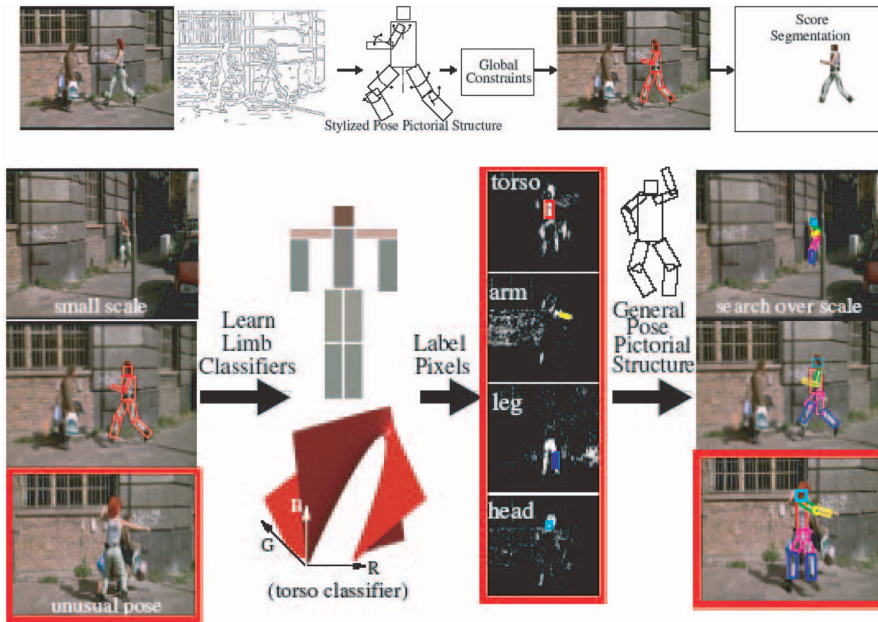 Score
Segmentation
Global
Constraints
Stylized Pose Pictorial Structure
small scale
unusual pose
Learn
Limb
Classifiers
B
G
R
(torso classifier)
Label
Pixels
torso
arm
leg
head
General
Pose
Pictorial
Structure
search over scale